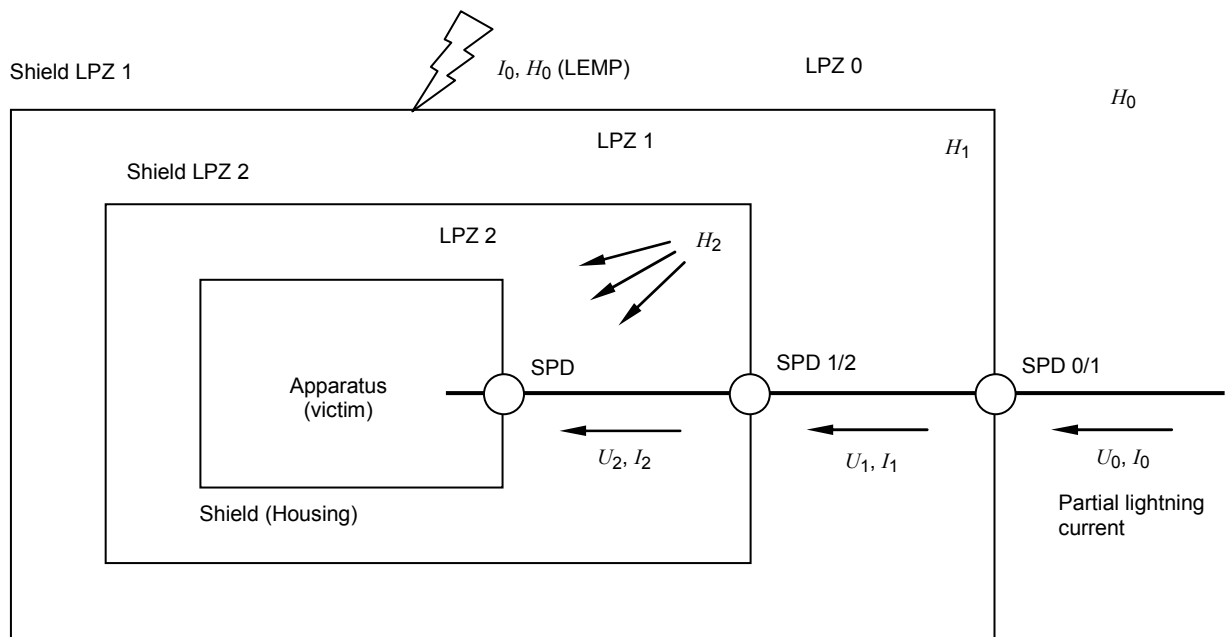 I0, H0 (LEMP)
LPZ 0
Shield LPZ 1
H0
LPZ 1
H1
Shield LPZ 2
LPZ 2
H2
SPD
SPD 1/2
SPD 0/1
Apparatus
(victim)
U2, I2
U1, I1
U0, I0
Shield (Housing)
Partial lightning
current